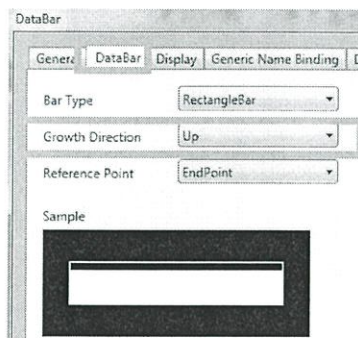 DataBar
Genera DataBar Display Generic Name Binding
Bar Type RectangleBar
Growth Direction Up
Reference Point EndPoint
Sample